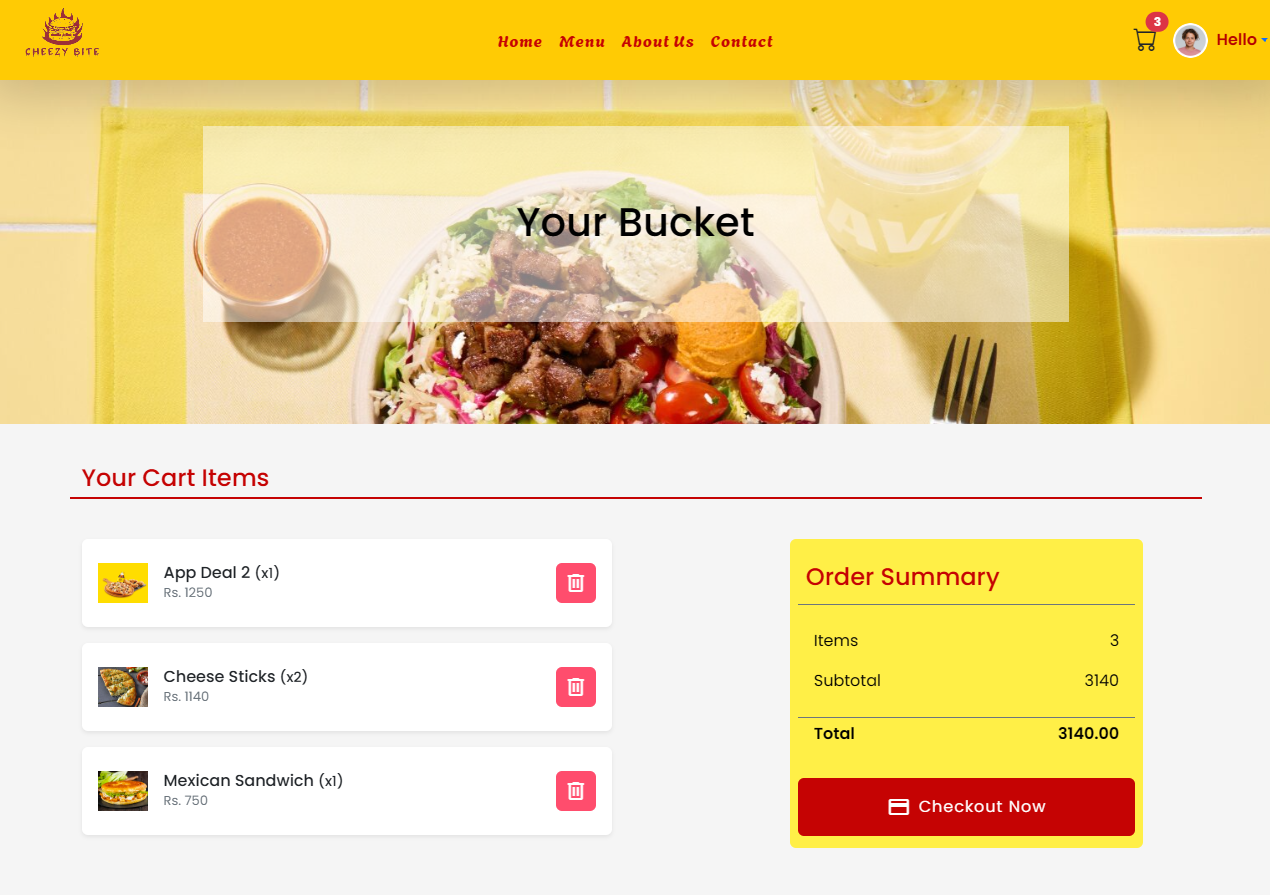 CHEEZY BITE
Home Menu About Us Contact
3
Hello
AV
Your Bucket
Your Cart Items
App Deal 2 (x1)
Rs. 1250
Cheese Sticks (x2)
Rs. 1140
Mexican Sandwich (x1)
Rs. 750
Order Summary
Items 3
Subtotal 3140
Total 3140.00
Checkout Now